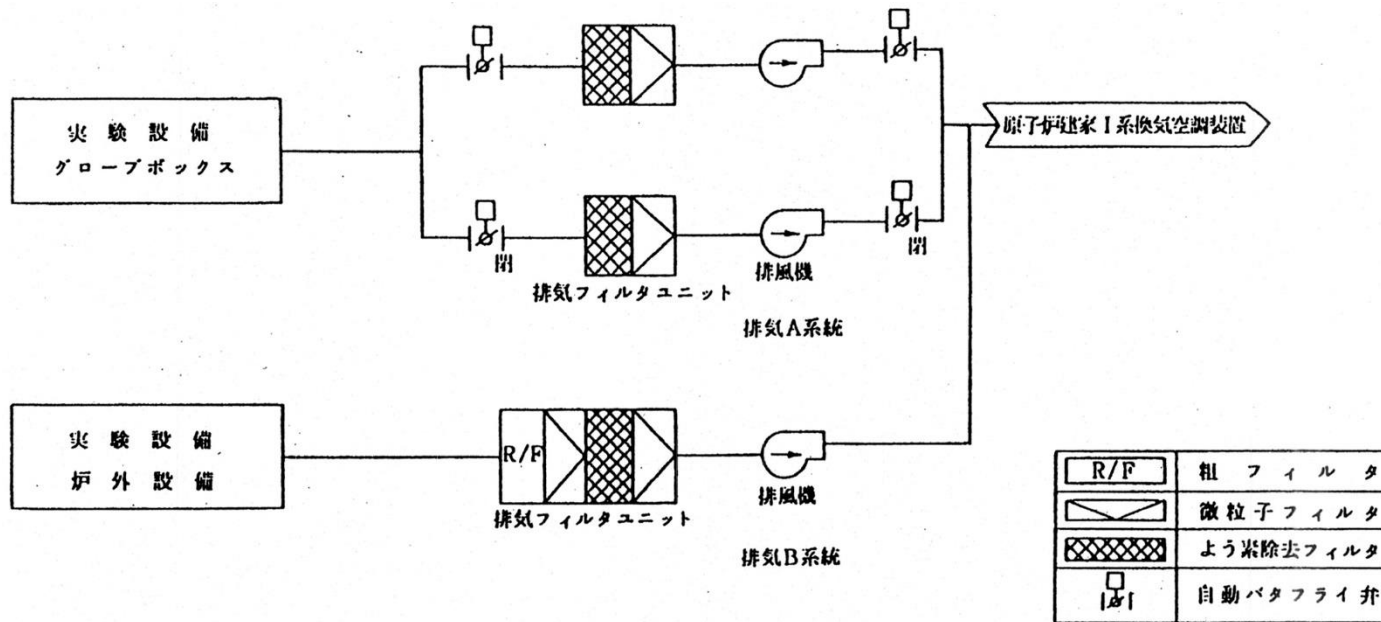 実験設備
グローブボックス
原子炉建家Ⅰ系換気空調装置
閉
閉
排気フィルタユニット
排風機
排気A系統
実験設備
炉外設備
R/F
排気フィルタユニット
排風機
排気B系統
R/F 粗フィルタ
微粒子フィルタ
よう素除去フィルタ
自動バタフライ弁